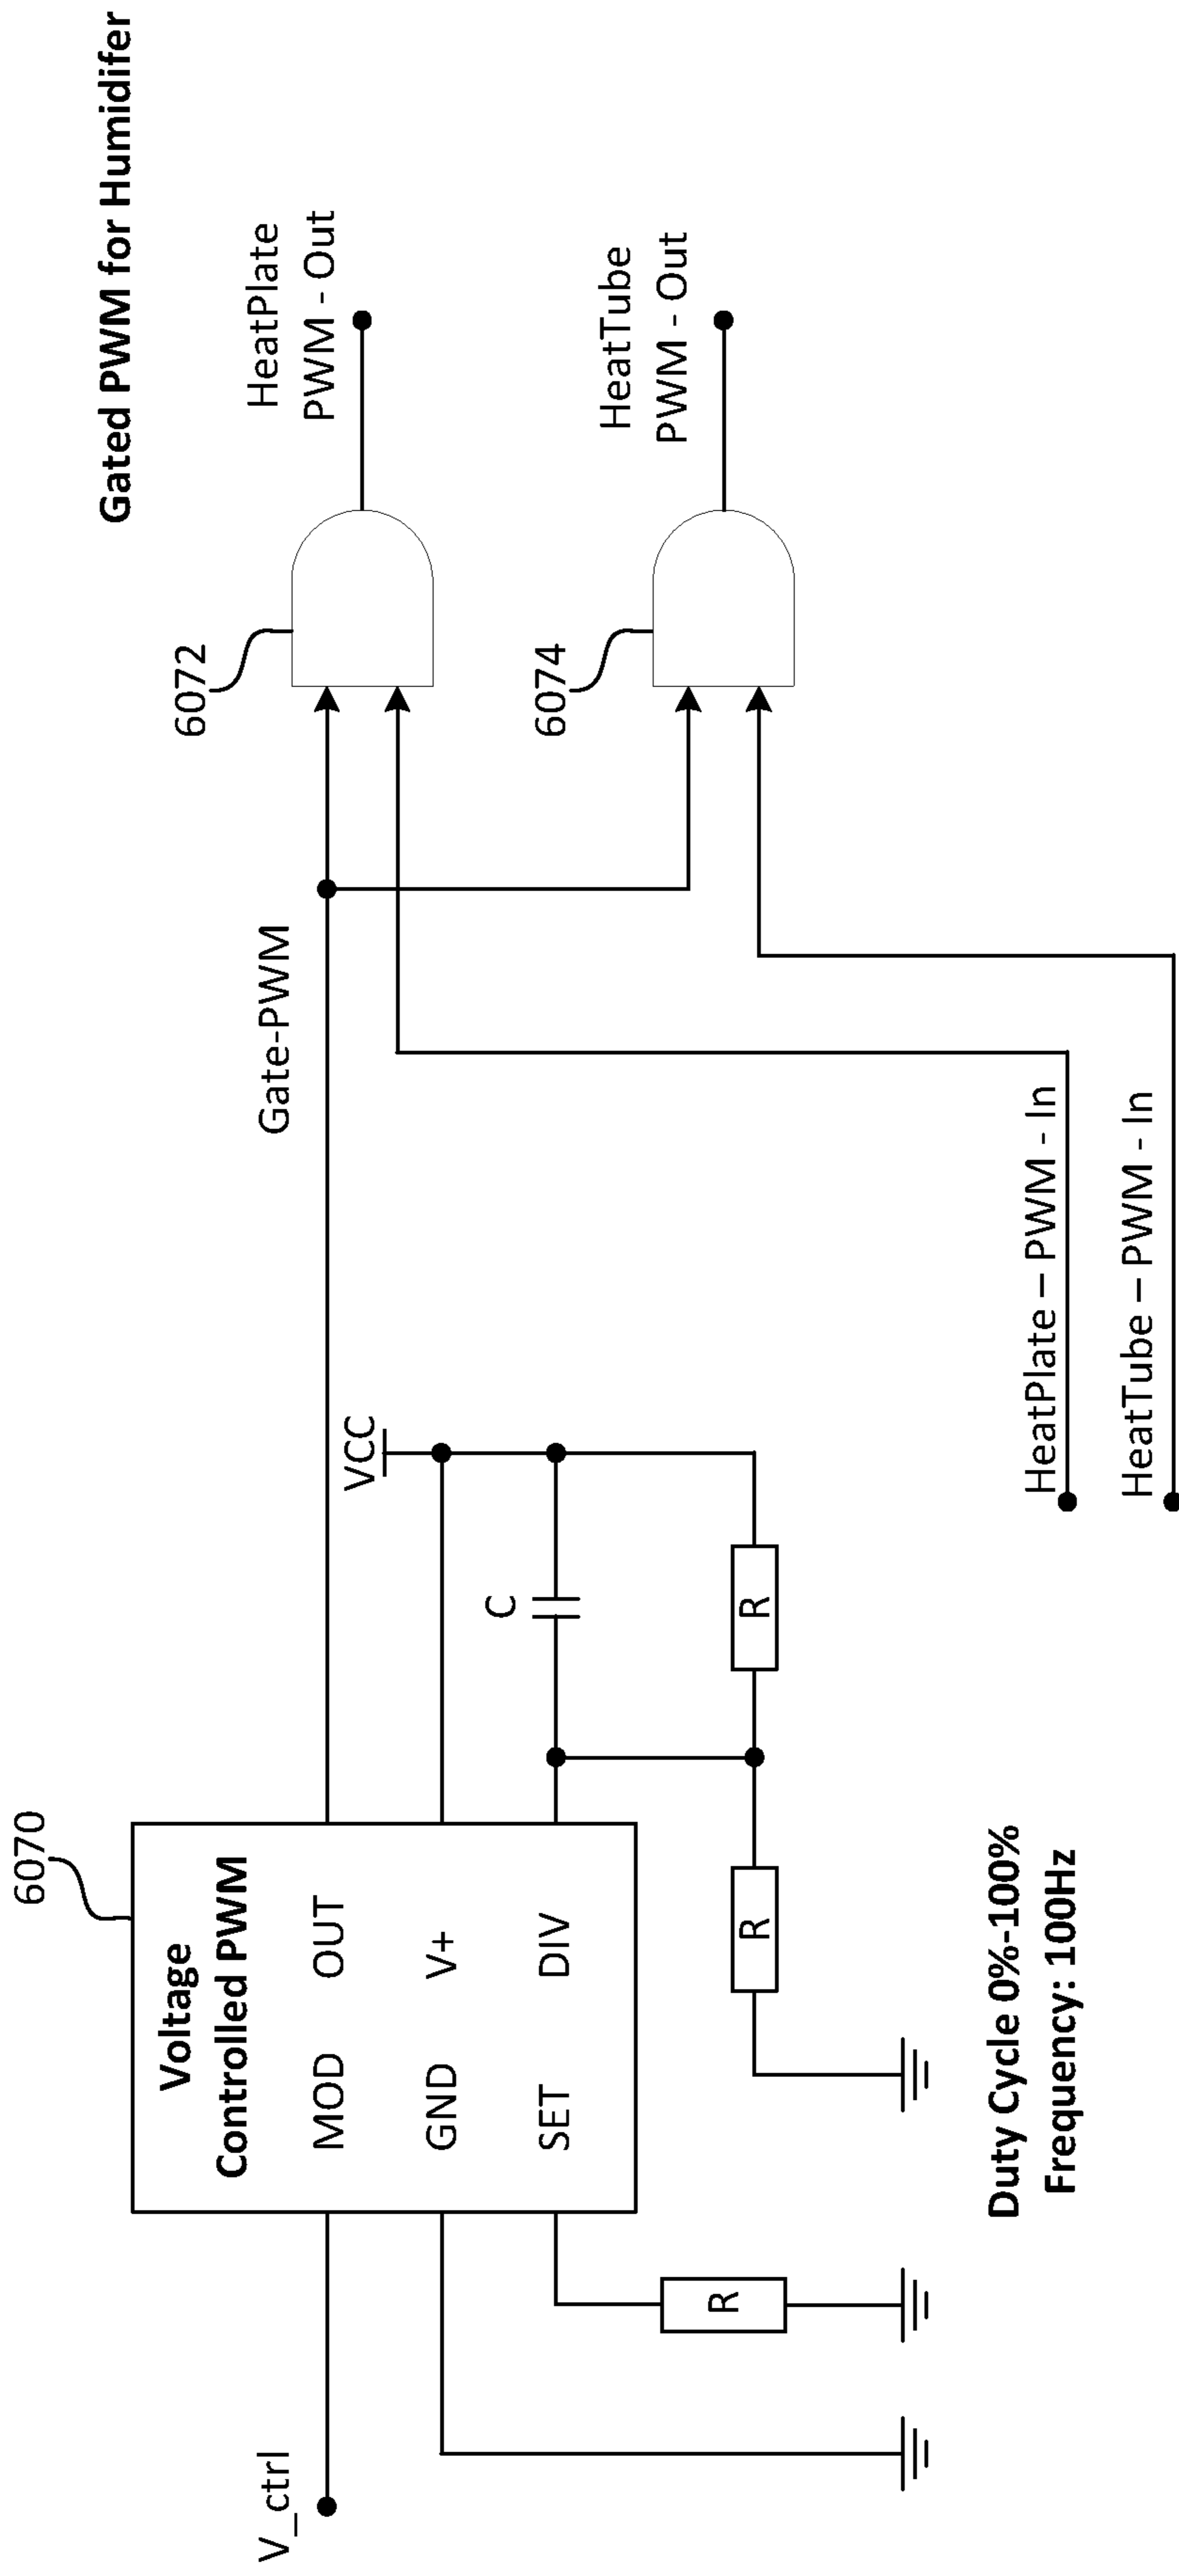 Gated PWM for Humidifer
6070
Voltage
Controlled PWM
MOD
OUT
GND
V+
SET
DIV
V_ctrl
R
R
R
C
VCC
Gate-PWM
6072
HeatPlate
PWM - Out
6074
HeatTube
PWM - Out
HeatPlate – PWM - In
HeatTube – PWM - In
Duty Cycle 0%-100%
Frequency: 100Hz